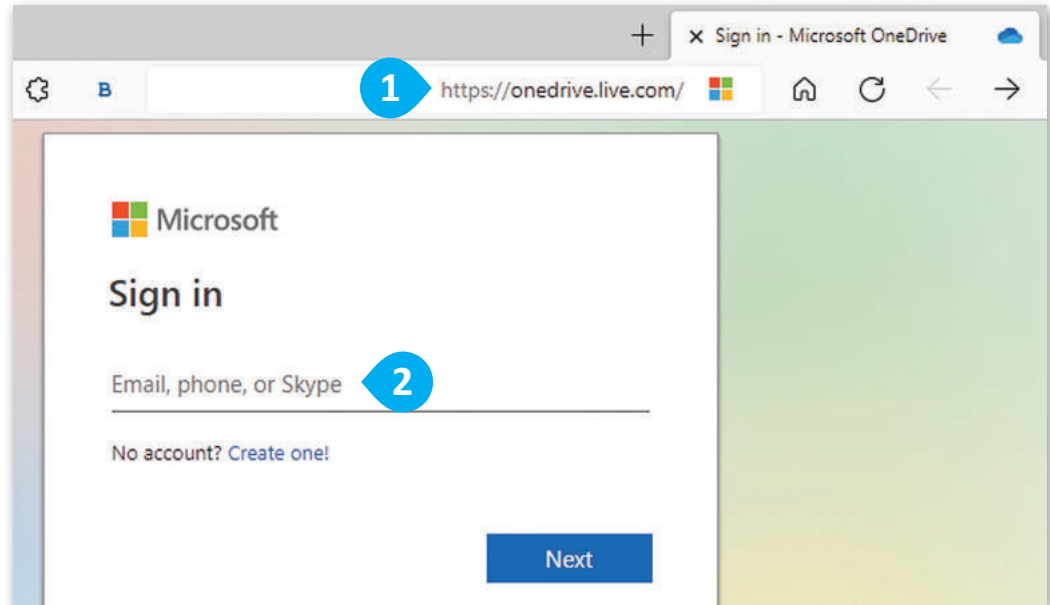 Sign in - Microsoft OneDrive
B
1
https://onedrive.live.com/
Microsoft
Sign in
Email, phone, or Skype
2
No account? Create one!
Next